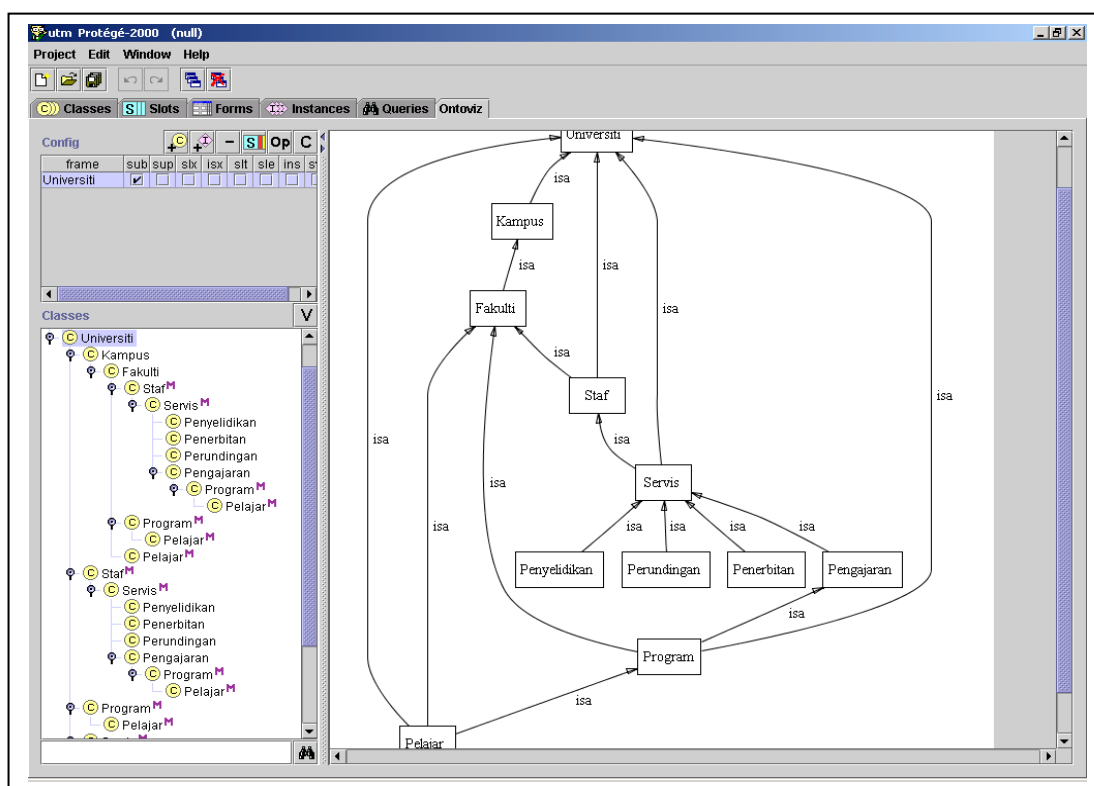 utm Protégé-2000 (null)
Project Edit Window Help
C Classes S Slots Forms Instances Queries Ontoviz
Config
C I − S Op C
frame sub sup slx isx slt sle ins
Universiti
Classes V
C Universiti
C Kampus
C Fakulti
C Staf M
C Servis M
C Penyelidikan
C Penerbitan
C Perundingan
C Pengajaran
C Program M
C Pelajar M
C Program M
C Pelajar M
C Pelajar M
C Staf M
C Servis M
C Penyelidikan
C Penerbitan
C Perundingan
C Pengajaran
C Program M
C Pelajar M
C Program M
C Pelajar M
Universiti
isa
Kampus
isa isa
Fakulti
isa
isa
Staf
isa
isa isa
Servis
isa
isa isa isa isa isa
Penyelidikan Perundingan Penerbitan Pengajaran
isa
Program
isa
Pelajar